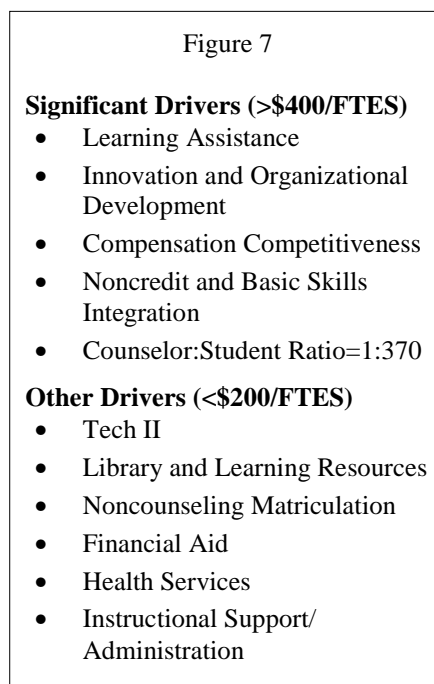 Figure 7
Significant Drivers (>$400/FTES)
• Learning Assistance
• Innovation and Organizational
Development
• Compensation Competitiveness
• Noncredit and Basic Skills
Integration
• Counselor:Student Ratio=1:370
Other Drivers (<$200/FTES)
• Tech II
• Library and Learning Resources
• Noncounseling Matriculation
• Financial Aid
• Health Services
• Instructional Support/
Administration